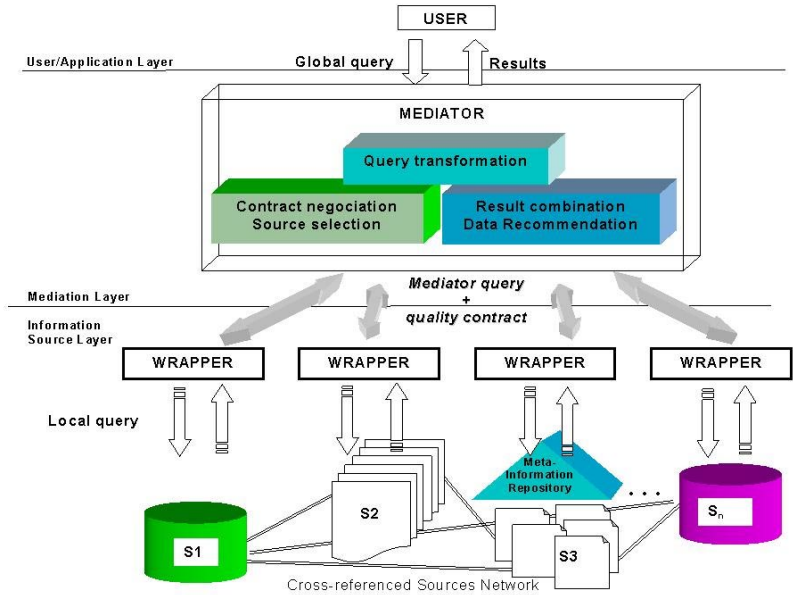 USER
User/Application Layer
Global query
Results
MEDIATOR
Query transformation
Contract negociation
Source selection
Result combination
Data Recommendation
Mediator query
+
quality contract
Mediation Layer
Information
Source Layer
WRAPPER
WRAPPER
WRAPPER
WRAPPER
Local query
Meta-
Information
Repository
. . .
S1
S2
S3
Sn
Cross-referenced Sources Network